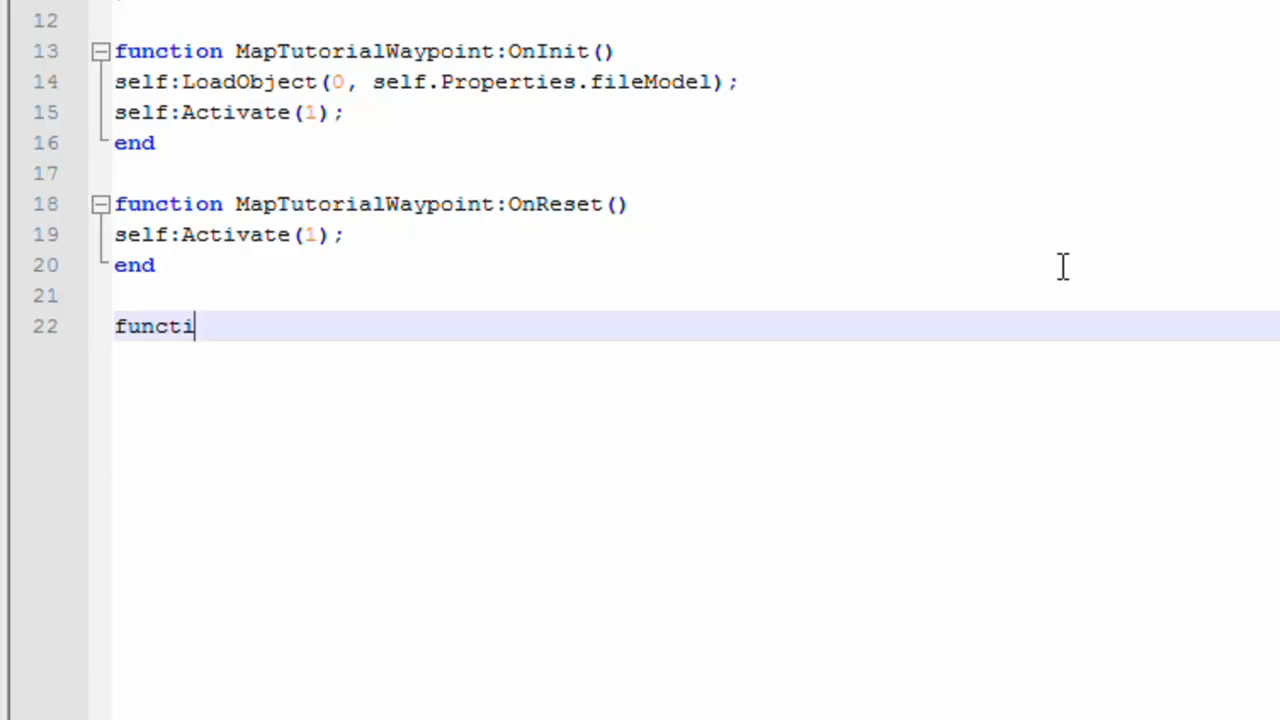 12
13 function MapTutorialWaypoint:OnInit()
14 self:LoadObject(0, self.Properties.fileModel);
15 self:Activate(1);
16 end
17
18 function MapTutorialWaypoint:OnReset()
19 self:Activate(1);
20 end
21
22 functi